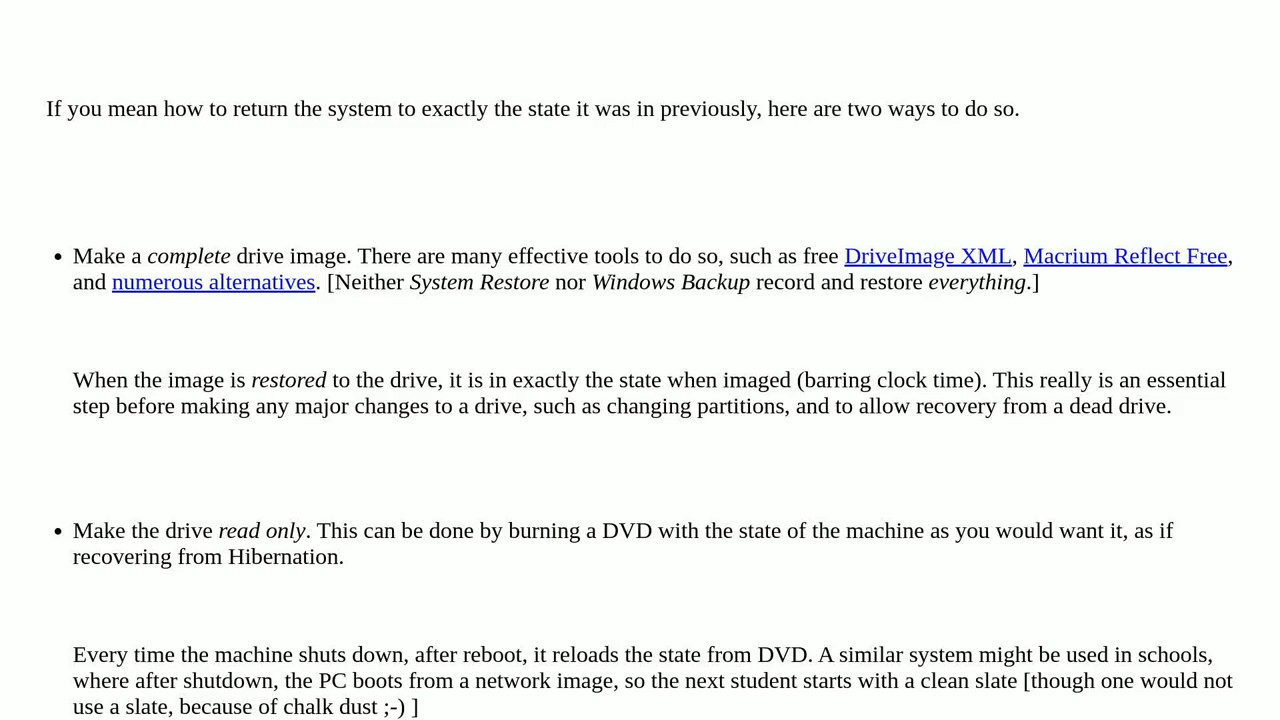 If you mean how to return the system to exactly the state it was in previously, here are two ways to do so.
• Make a complete drive image. There are many effective tools to do so, such as free DriveImage XML, Macrium Reflect Free,
and numerous alternatives. [Neither System Restore nor Windows Backup record and restore everything.]
When the image is restored to the drive, it is in exactly the state when imaged (barring clock time). This really is an essential
step before making any major changes to a drive, such as changing partitions, and to allow recovery from a dead drive.
• Make the drive read only. This can be done by burning a DVD with the state of the machine as you would want it, as if
recovering from Hibernation.
Every time the machine shuts down, after reboot, it reloads the state from DVD. A similar system might be used in schools,
where after shutdown, the PC boots from a network image, so the next student starts with a clean slate [though one would not
use a slate, because of chalk dust ;-) ]